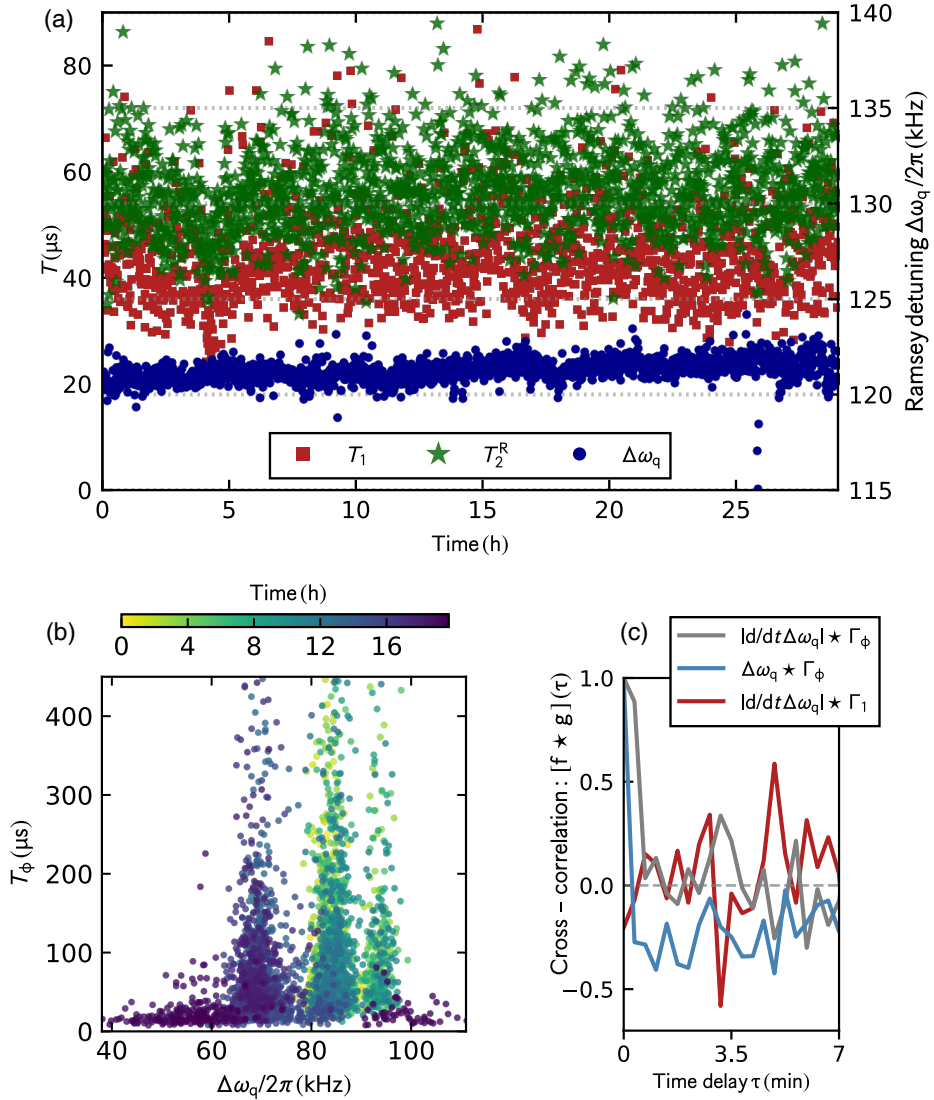 (a)
T (μs)
80
60
40
20
0
140
135
130
125
120
115
Ramsey detuning Δω_q/2π (kHz)
T_1
T_2^R
Δω_q
0 5 10 15 20 25
Time (h)
Time (h)
0 4 8 12 16
(b)
T_ϕ (μs)
400
300
200
100
0
40 60 80 100
Δω_q/2π (kHz)
(c)
|d/dt Δω_q| ★ Γ_ϕ
Δω_q ★ Γ_ϕ
|d/dt Δω_q| ★ Γ_1
Cross − correlation : [f ★ g] (τ)
1.0
0.5
0.0
−0.5
0 3.5 7
Time delay τ (min)